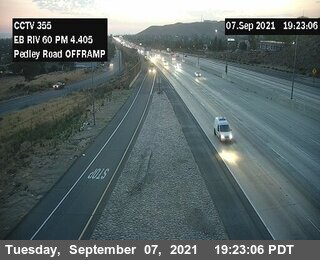 CCTV 355
EB RIV 60 PM 4.405
Pedley Road OFFRAMP
07.Sep 2021 19:23:06
STOP
Tuesday, September 07, 2021 19:23:06 PDT